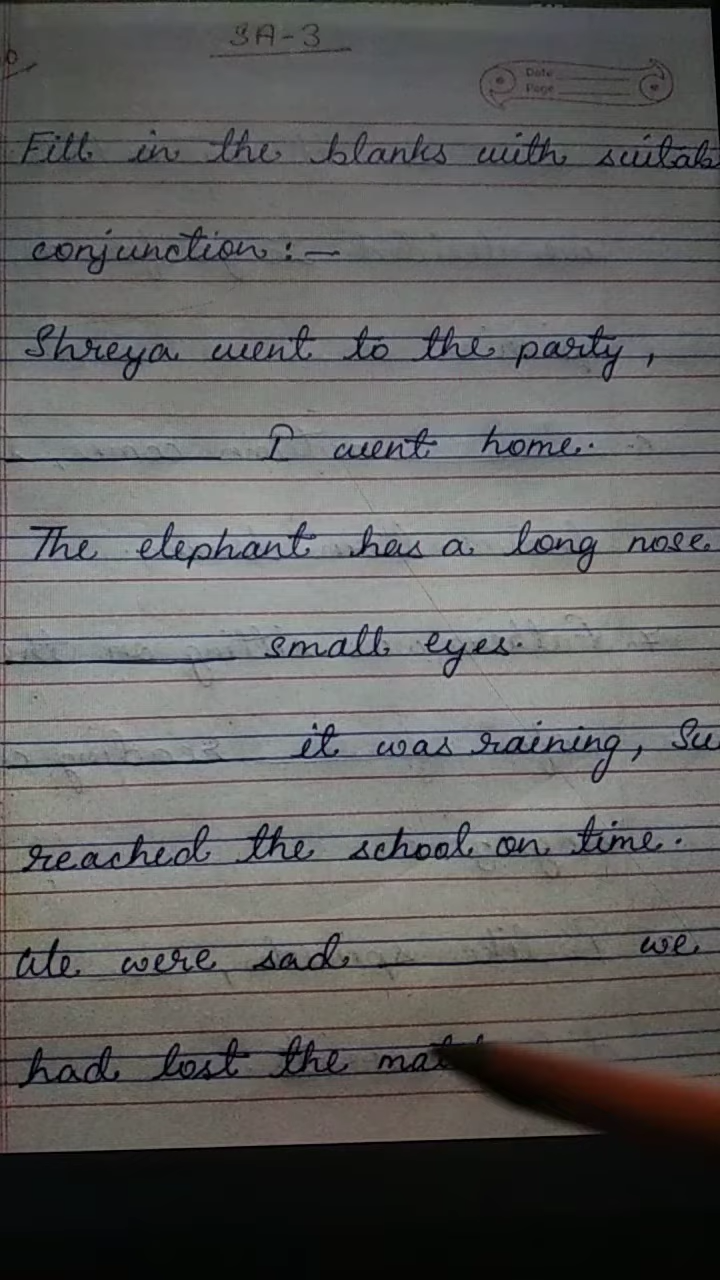 SA-3
Date
Page
Fill in the blanks with
conjunction :-
Shreya went to the party,
I went home.
The elephant has a long nose
small eyes.
it was raining,
reached the school on time.
We were sad we
had lost the